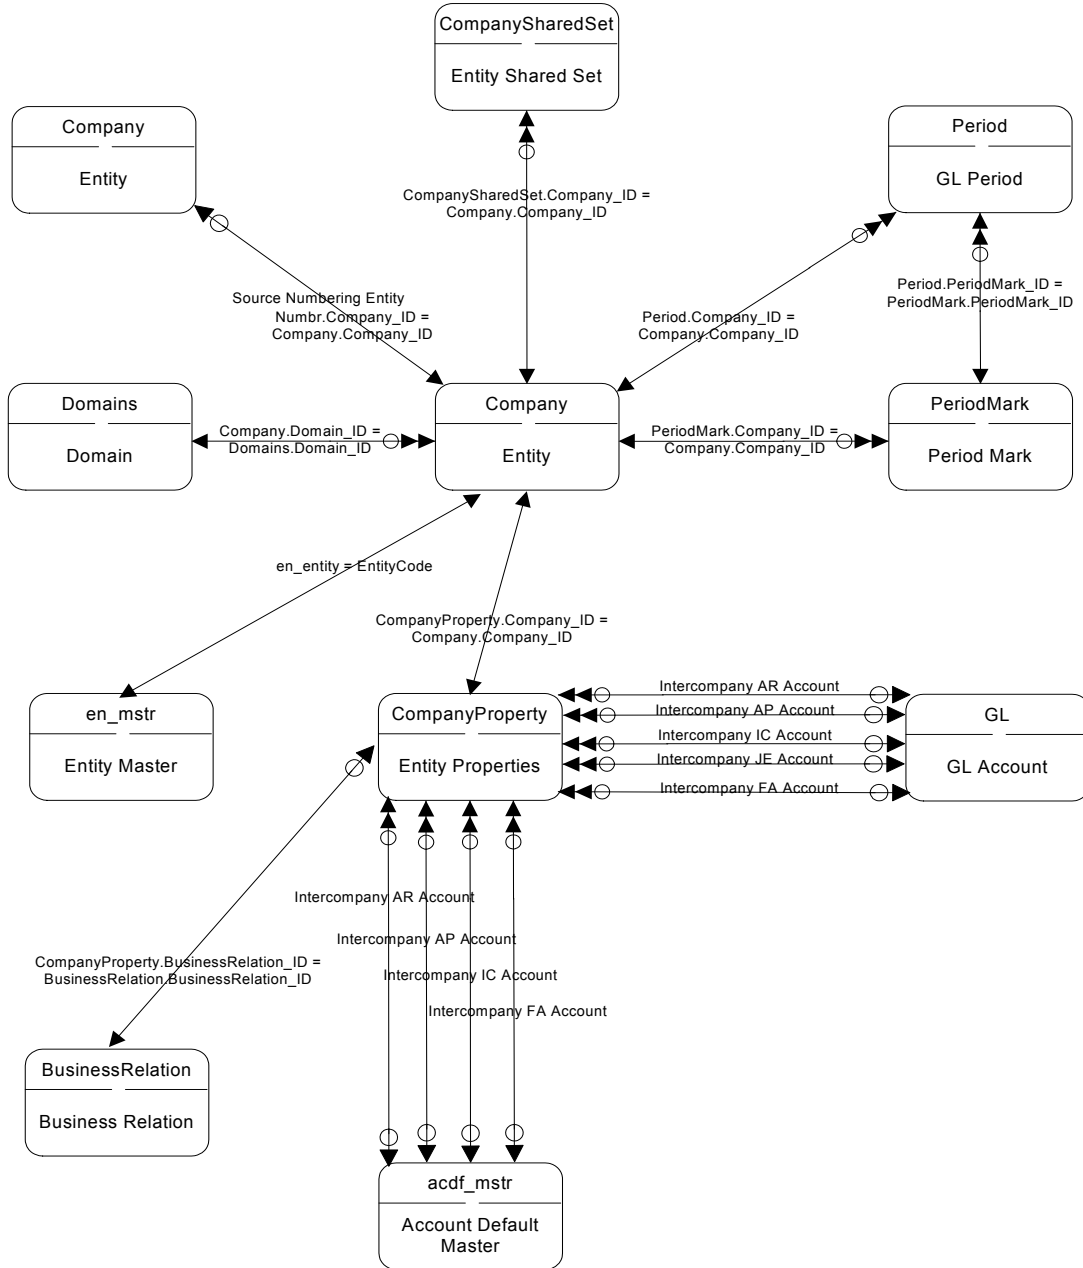 CompanySharedSet
Entity Shared Set
Company
Entity
Period
GL Period
CompanySharedSet.Company_ID =
Company.Company_ID
Source Numbering Entity
Numbr.Company_ID =
Company.Company_ID
Period.Company_ID =
Company.Company_ID
Period.PeriodMark_ID =
PeriodMark.PeriodMark_ID
Domains
Domain
Company.Domain_ID =
Domains.Domain_ID
Company
Entity
PeriodMark.Company_ID =
Company.Company_ID
PeriodMark
Period Mark
en_entity = EntityCode
CompanyProperty.Company_ID =
Company.Company_ID
en_mstr
Entity Master
CompanyProperty
Entity Properties
Intercompany AR Account
Intercompany AP Account
Intercompany IC Account
Intercompany JE Account
Intercompany FA Account
GL
GL Account
Intercompany AR Account
Intercompany AP Account
Intercompany IC Account
Intercompany FA Account
CompanyProperty.BusinessRelation_ID =
BusinessRelation.BusinessRelation_ID
BusinessRelation
Business Relation
acdf_mstr
Account Default
Master